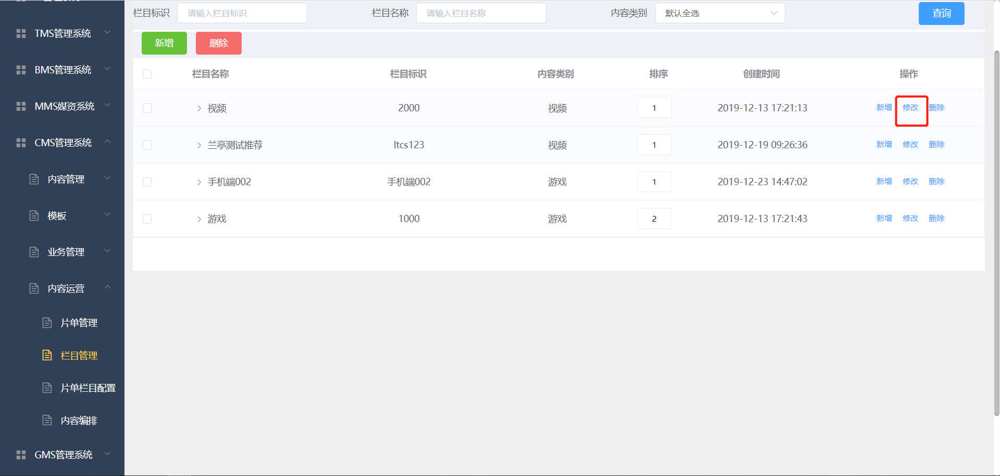 TMS管理系统
BMS管理系统
MMS媒资系统
CMS管理系统
内容管理
模板
业务管理
内容运营
片单管理
栏目管理
片单栏目配置
内容编排
GMS管理系统
栏目标识 请输入栏目标识 栏目名称 请输入栏目名称 内容类别 默认全选 查询
新增 删除
栏目名称 栏目标识 内容类别 排序 创建时间 操作
视频 2000 视频 1 2019-12-13 17:21:13 新增 修改 删除
兰亭测试推荐 ltcs123 视频 1 2019-12-19 09:26:36 新增 修改 删除
手机端002 手机端002 游戏 1 2019-12-23 14:47:02 新增 修改 删除
游戏 1000 游戏 2 2019-12-13 17:21:43 新增 修改 删除